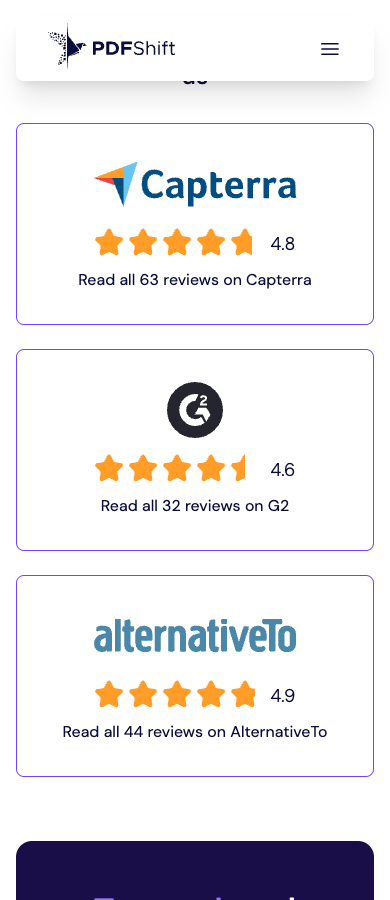 PDFShift
Capterra
4.8
Read all 63 reviews on Capterra
G2
4.6
Read all 32 reviews on G2
alternativeTo
4.9
Read all 44 reviews on AlternativeTo